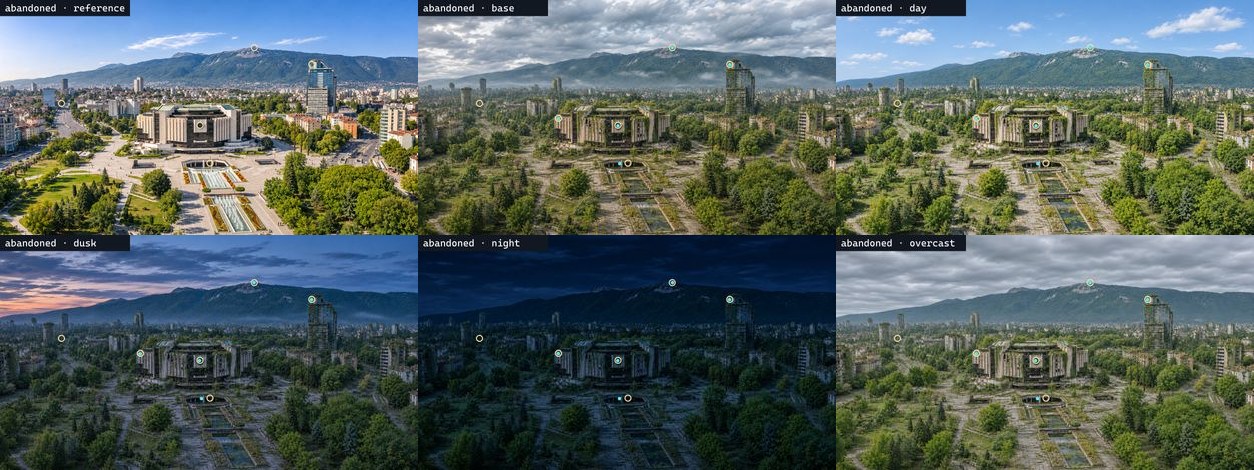 abandoned · reference
abandoned · base
abandoned · day
abandoned · dusk
abandoned · night
abandoned · overcast